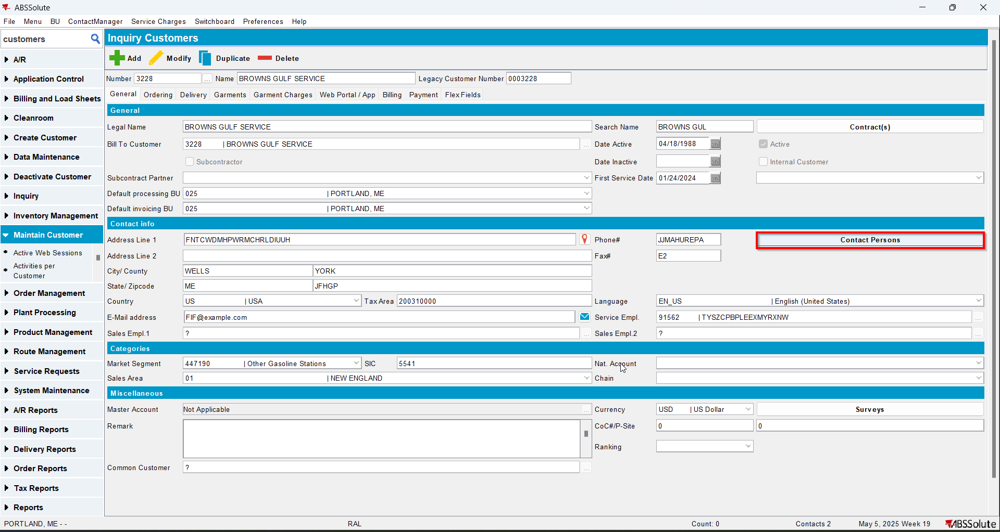 ABSSolute
File Menu BU ContactManager Service Charges Switchboard Preferences Help
customers
Inquiry Customers
Add Modify Duplicate Delete
Number 3228 ... Name BROWNS GULF SERVICE Legacy Customer Number 0003228
General Ordering Delivery Garments Garment Charges Web Portal / App Billing Payment Flex Fields
General
Legal Name BROWNS GULF SERVICE Search Name BROWNS GUL Contract(s)
Bill To Customer 3228 | BROWNS GULF SERVICE ... Date Active 04/18/1988 16 Active
Subcontractor Date Inactive 16 Internal Customer
Subcontract Partner First Service Date 01/24/2024 16
Default processing BU 025 | PORTLAND, ME
Default invoicing BU 025 | PORTLAND, ME
Contact info
Address Line 1 FNTCWDMHPWRMCHRLDIUUH Phone# JJMAHUREPA Contact Persons
Address Line 2 Fax# E2
City/ County WELLS YORK
State/ Zipcode ME JFHGP
Country US | USA Tax Area 200310000 Language EN_US | English (United States)
E-Mail address FIF@example.com Service Empl. 91562 | TYSZCPBPLEEXMYRXNW ...
Sales Empl.1 ? ... Sales Empl.2 ? ...
Categories
Market Segment 447190 | Other Gasoline Stations SIC 5541 Nat. Account
Sales Area 01 | NEW ENGLAND Chain
Miscellaneous
Master Account Not Applicable ... Currency USD | US Dollar Surveys
Remark CoC#/P-Site 0 0
Ranking
Common Customer ? ...
A/R
Application Control
Billing and Load Sheets
Cleanroom
Create Customer
Data Maintenance
Deactivate Customer
Inquiry
Inventory Management
Maintain Customer
Active Web Sessions
Activities per
Customer
Order Management
Plant Processing
Product Management
Route Management
Service Requests
System Maintenance
A/R Reports
Billing Reports
Delivery Reports
Order Reports
Tax Reports
Reports
PORTLAND, ME - - RAL Count: 0 Contacts 2 May 5, 2025 Week 19 ABSSolute